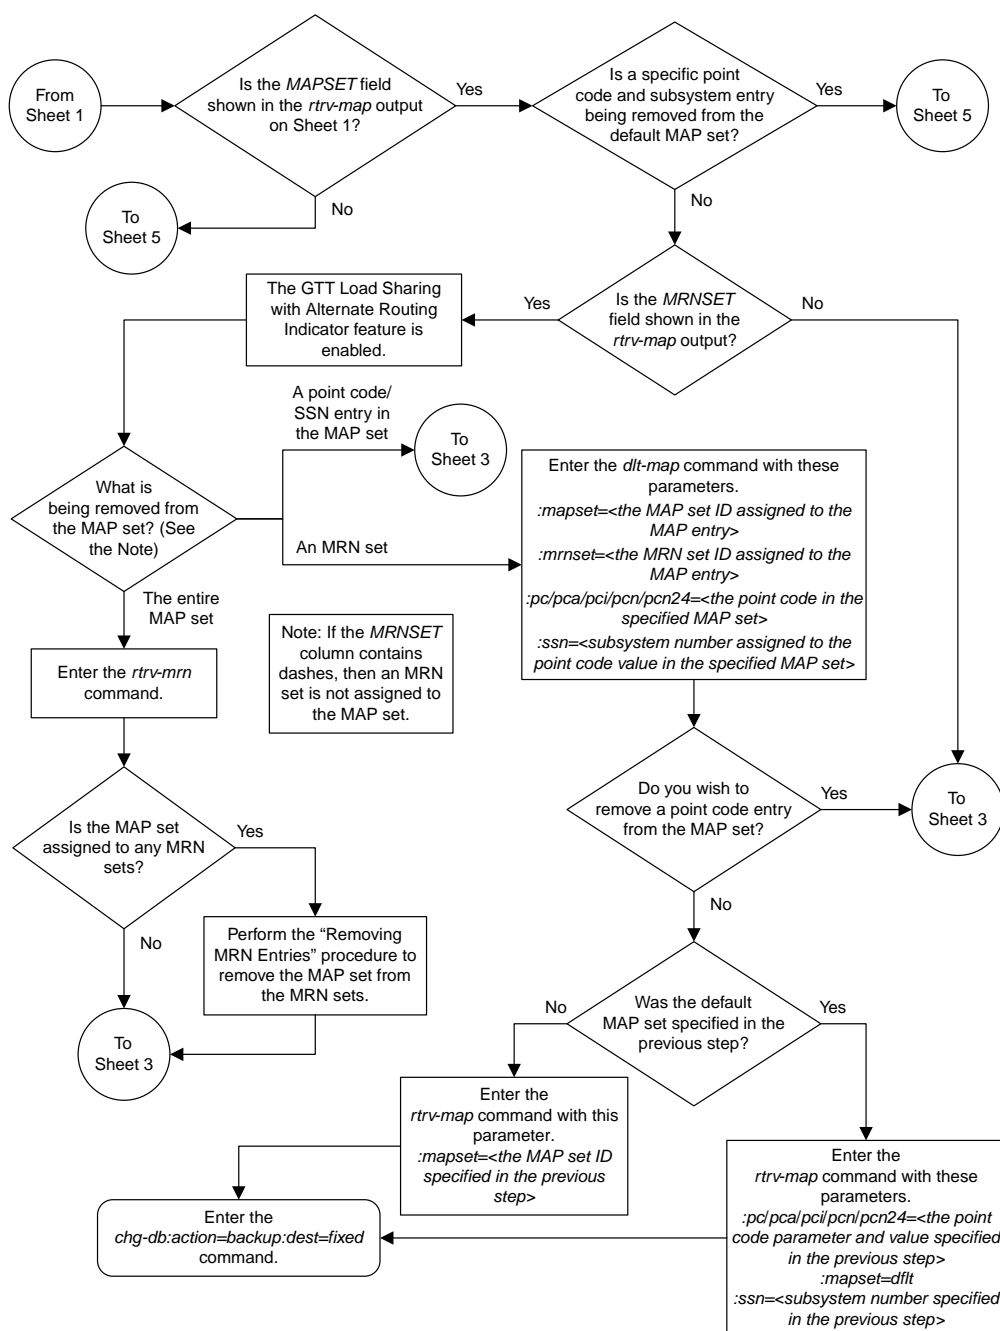 From
Sheet 1
Is the MAPSET field
shown in the rtrv-map output
on Sheet 1?
Yes
Is a specific point
code and subsystem entry
being removed from the
default MAP set?
Yes
To
Sheet 5
No
To
Sheet 5
No
The GTT Load Sharing
with Alternate Routing
Indicator feature is
enabled.
Yes
Is the MRNSET
field shown in the
rtrv-map output?
No
A point code/
SSN entry in
the MAP set
To
Sheet 3
What is
being removed from
the MAP set? (See
the Note)
An MRN set
Enter the dlt-map command with these
parameters.
:mapset=<the MAP set ID assigned to the
MAP entry>
:mrnset=<the MRN set ID assigned to the
MAP entry>
:pc/pca/pci/pcn/pcn24=<the point code in the
specified MAP set>
:ssn=<subsystem number assigned to the
point code value in the specified MAP set>
The entire
MAP set
Note: If the MRNSET
column contains
dashes, then an MRN
set is not assigned to
the MAP set.
Enter the rtrv-mrn
command.
Do you wish to
remove a point code entry
from the MAP set?
Yes
To
Sheet 3
Is the MAP set
assigned to any MRN
sets?
Yes
No
No
Perform the “Removing
MRN Entries” procedure to
remove the MAP set from
the MRN sets.
To
Sheet 3
Was the default
MAP set specified in the
previous step?
No
Yes
Enter the
rtrv-map command with this
parameter.
:mapset=<the MAP set ID
specified in the previous
step>
Enter the
rtrv-map command with these
parameters.
:pc/pca/pci/pcn/pcn24=<the point
code parameter and value specified
in the previous step>
:mapset=dflt
:ssn=<subsystem number specified
in the previous step>
Enter the
chg-db:action=backup:dest=fixed
command.